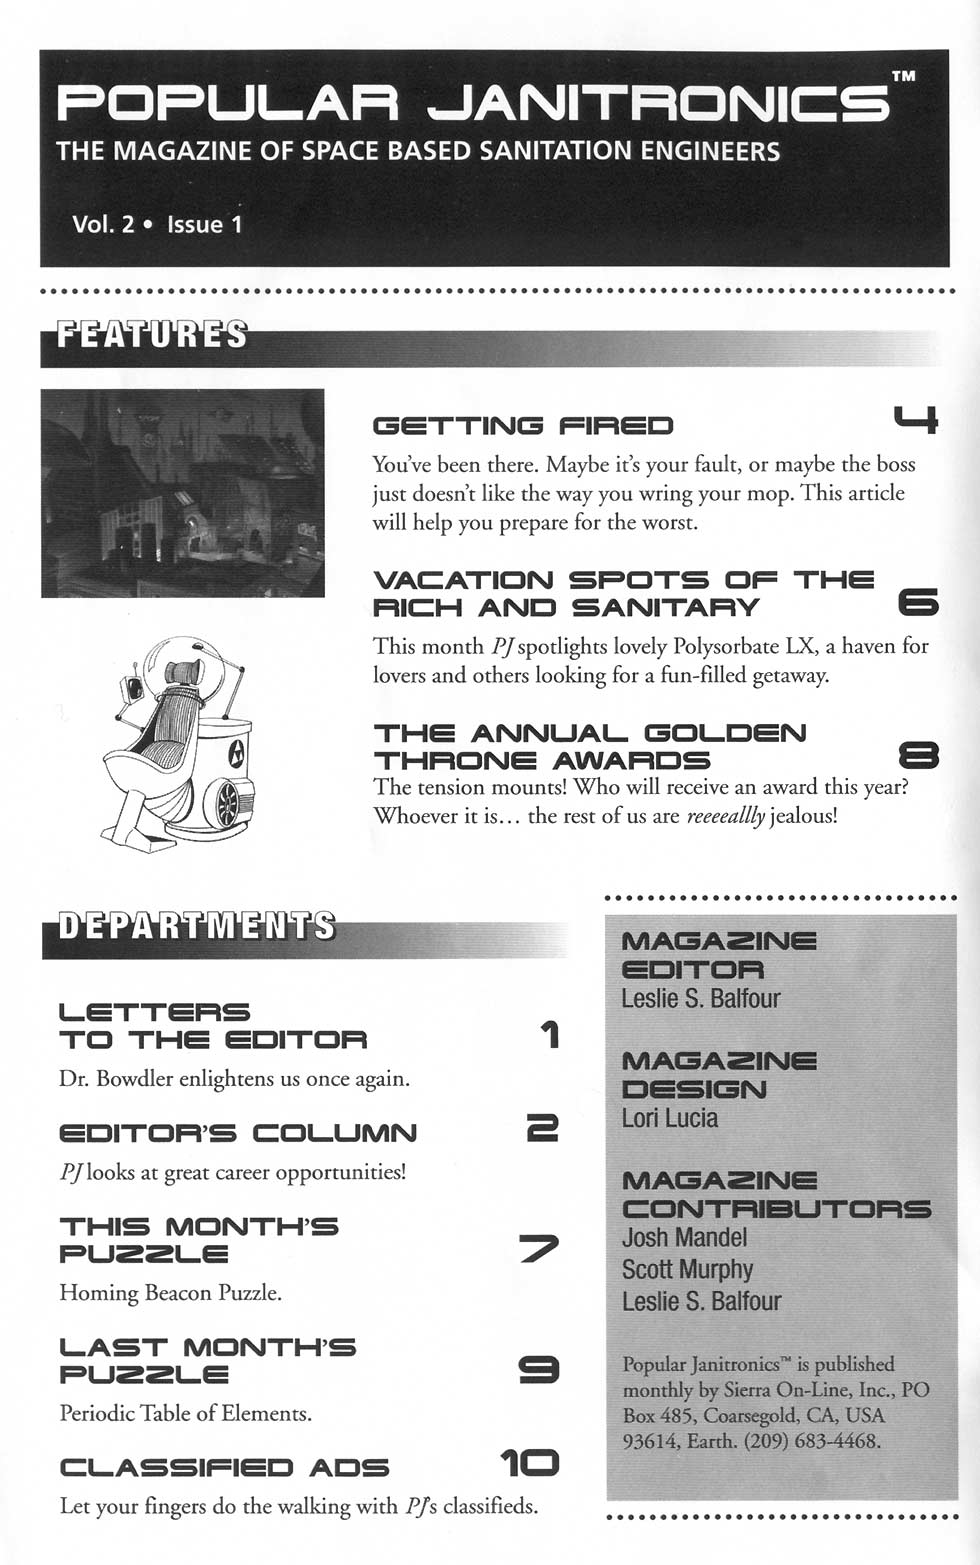 POPULAR JANITRONICS™
THE MAGAZINE OF SPACE BASED SANITATION ENGINEERS
Vol. 2 • Issue 1
FEATURES
GETTING FIRED 4
You've been there. Maybe it's your fault, or maybe the boss
just doesn't like the way you wring your mop. This article
will help you prepare for the worst.
VACATION SPOTS OF THE
RICH AND SANITARY 6
This month PJ spotlights lovely Polysorbate LX, a haven for
lovers and others looking for a fun-filled getaway.
THE ANNUAL GOLDEN
THRONE AWARDS 8
The tension mounts! Who will receive an award this year?
Whoever it is... the rest of us are reeeeallly jealous!
DEPARTMENTS
LETTERS
TO THE EDITOR 1
Dr. Bowdler enlightens us once again.
EDITOR'S COLUMN 2
PJ looks at great career opportunities!
THIS MONTH'S
PUZZLE 7
Homing Beacon Puzzle.
LAST MONTH'S
PUZZLE 9
Periodic Table of Elements.
CLASSIFIED ADS 10
Let your fingers do the walking with PJ's classifieds.
MAGAZINE
EDITOR
Leslie S. Balfour
MAGAZINE
DESIGN
Lori Lucia
MAGAZINE
CONTRIBUTORS
Josh Mandel
Scott Murphy
Leslie S. Balfour
Popular Janitronics™ is published
monthly by Sierra On-Line, Inc., PO
Box 485, Coarsegold, CA, USA
93614, Earth. (209) 683-4468.